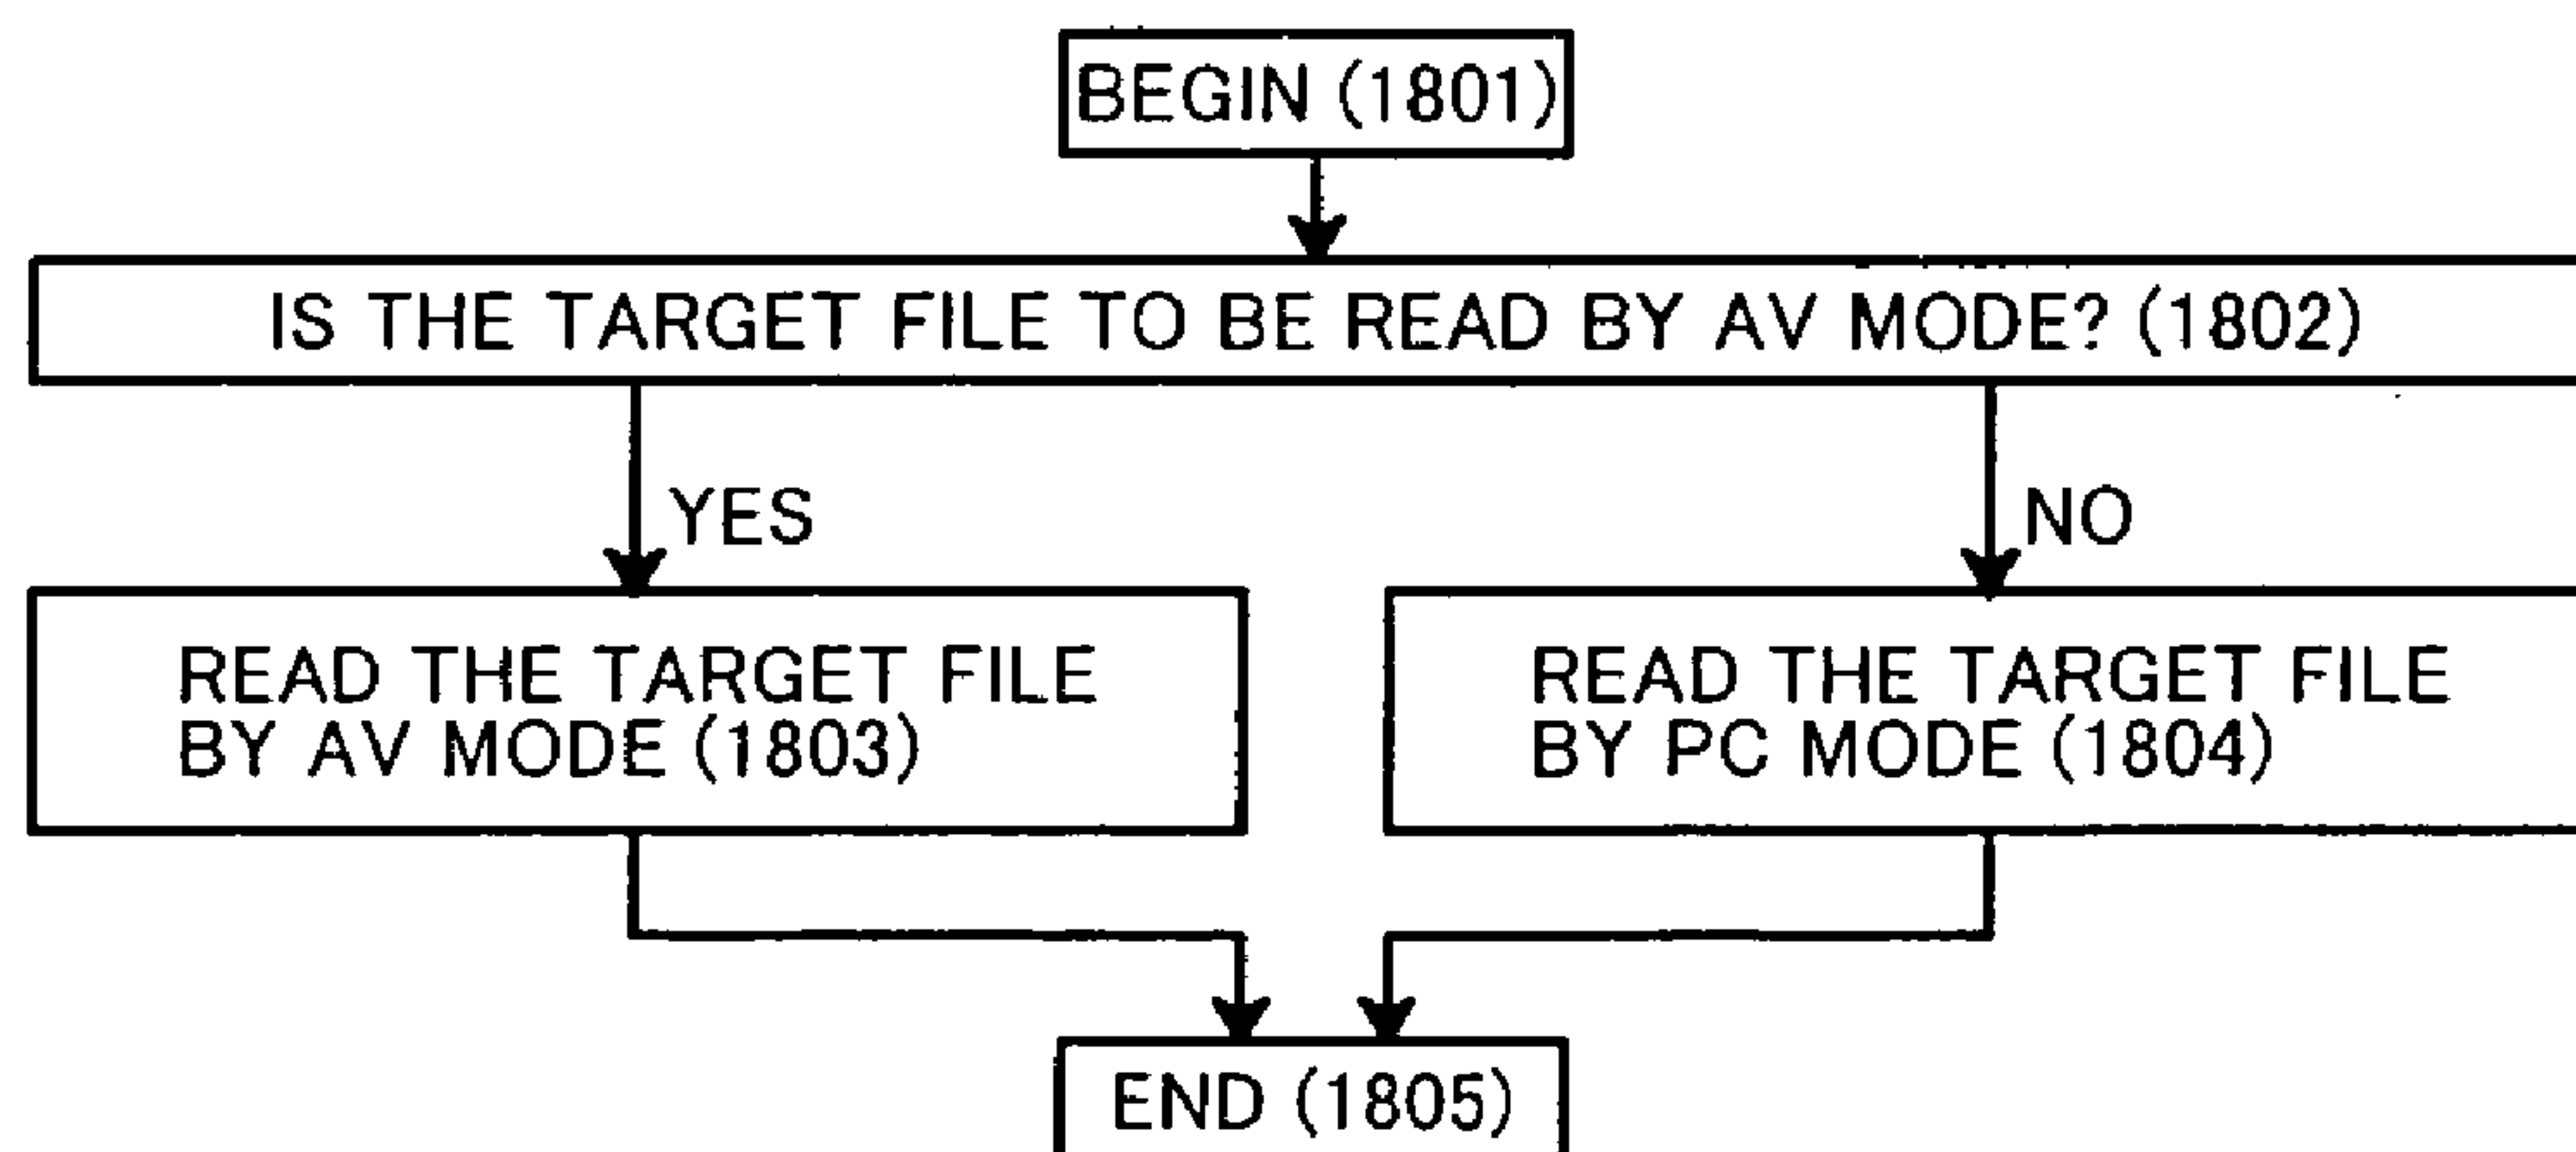 BEGIN (1801)
IS THE TARGET FILE TO BE READ BY AV MODE? (1802)
YES
NO
READ THE TARGET FILE
BY AV MODE (1803)
READ THE TARGET FILE
BY PC MODE (1804)
END (1805)